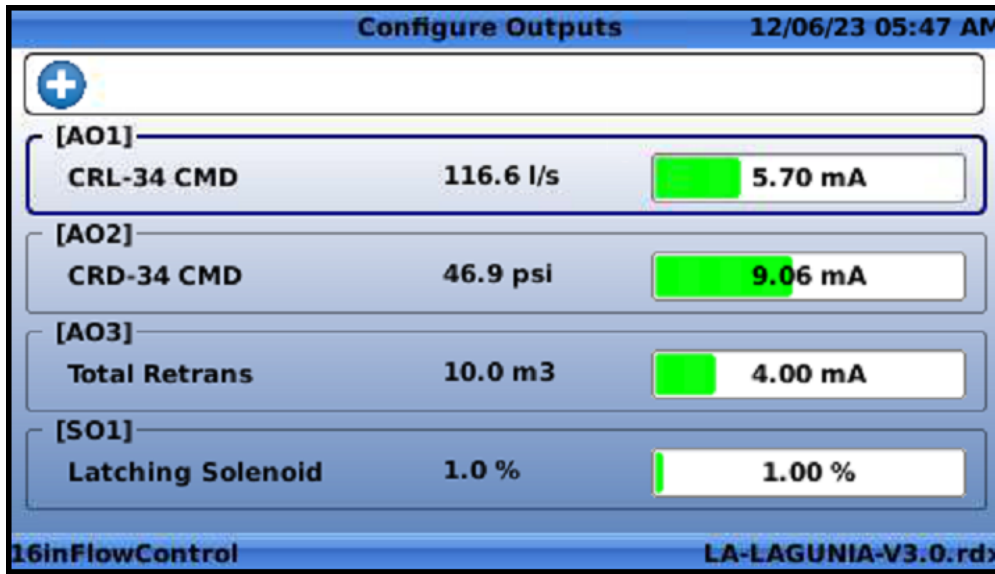 Configure Outputs 12/06/23 05:47 AM
[AO1]
CRL-34 CMD 116.6 l/s 5.70 mA
[AO2]
CRD-34 CMD 46.9 psi 9.06 mA
[AO3]
Total Retrans 10.0 m3 4.00 mA
[SO1]
Latching Solenoid 1.0 % 1.00 %
16inFlowControl LA-LAGUNIA-V3.0.rdx